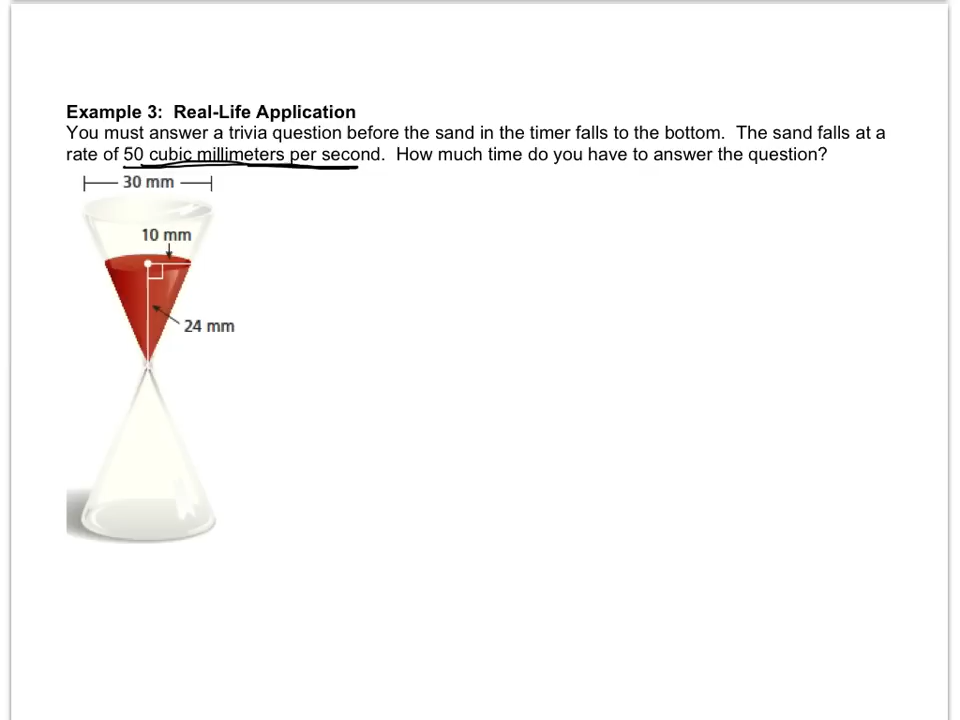 Example 3:  Real-Life Application
You must answer a trivia question before the sand in the timer falls to the bottom.  The sand falls at a
rate of 50 cubic millimeters per second.  How much time do you have to answer the question?
30 mm
10 mm
24 mm